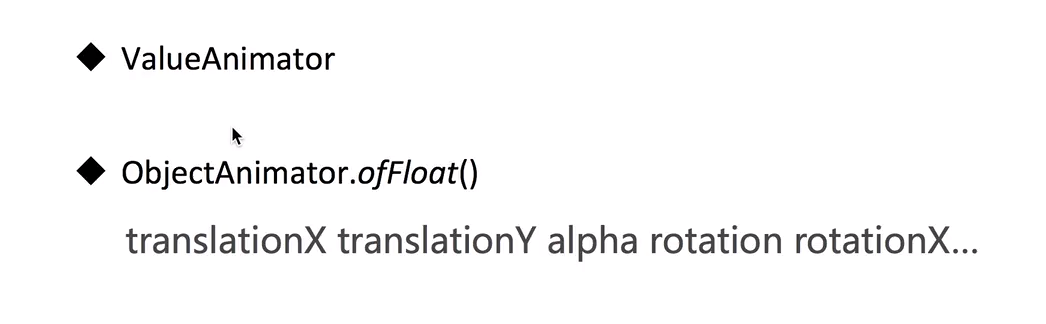 ◆ ValueAnimator
◆ ObjectAnimator.ofFloat()
translationX translationY alpha rotation rotationX...